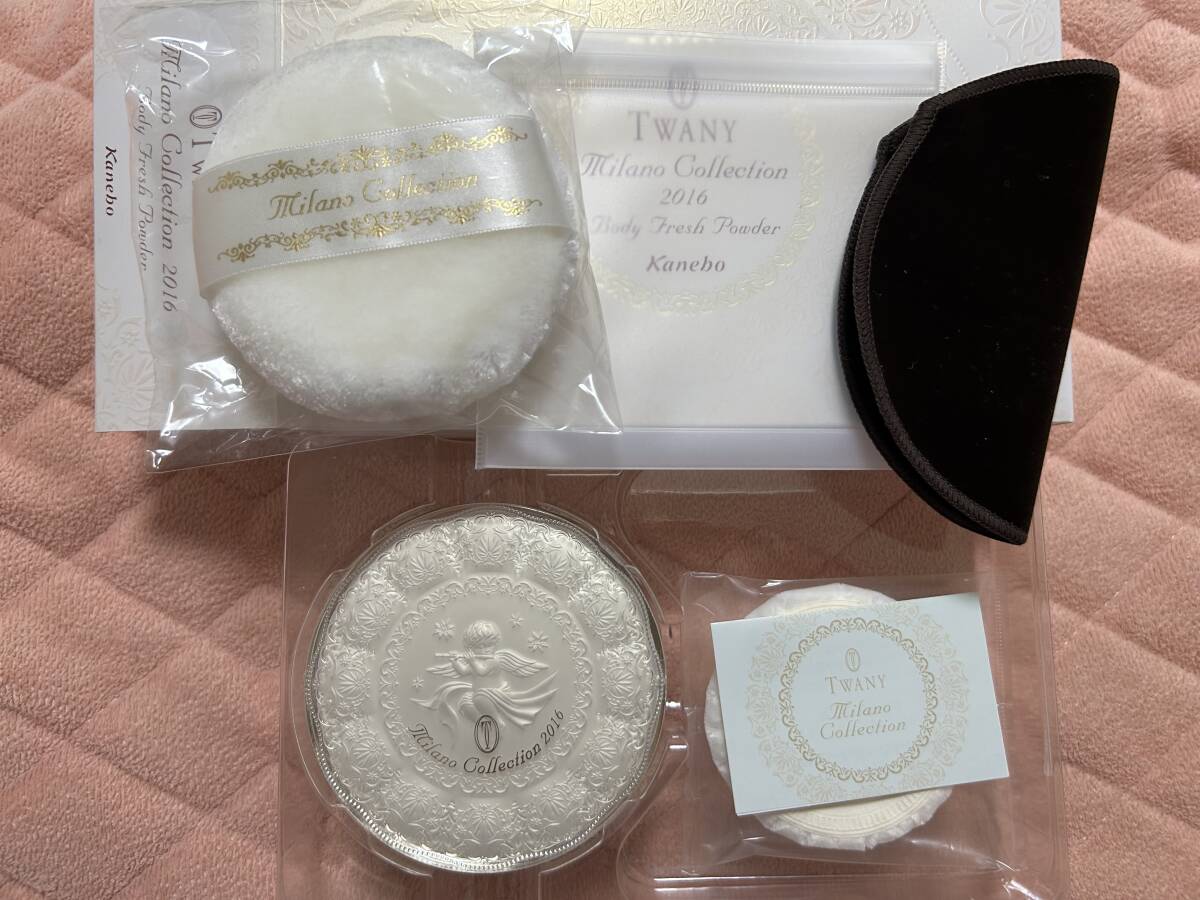 TW
Milano Collection 2016
Body Fresh Powder
Kanebo
Milano Collection
T
TWANY
Milano Collection
2016
Body Fresh Powder
Kanebo
T
Milano Collection 2016
T
TWANY
Milano
Collection